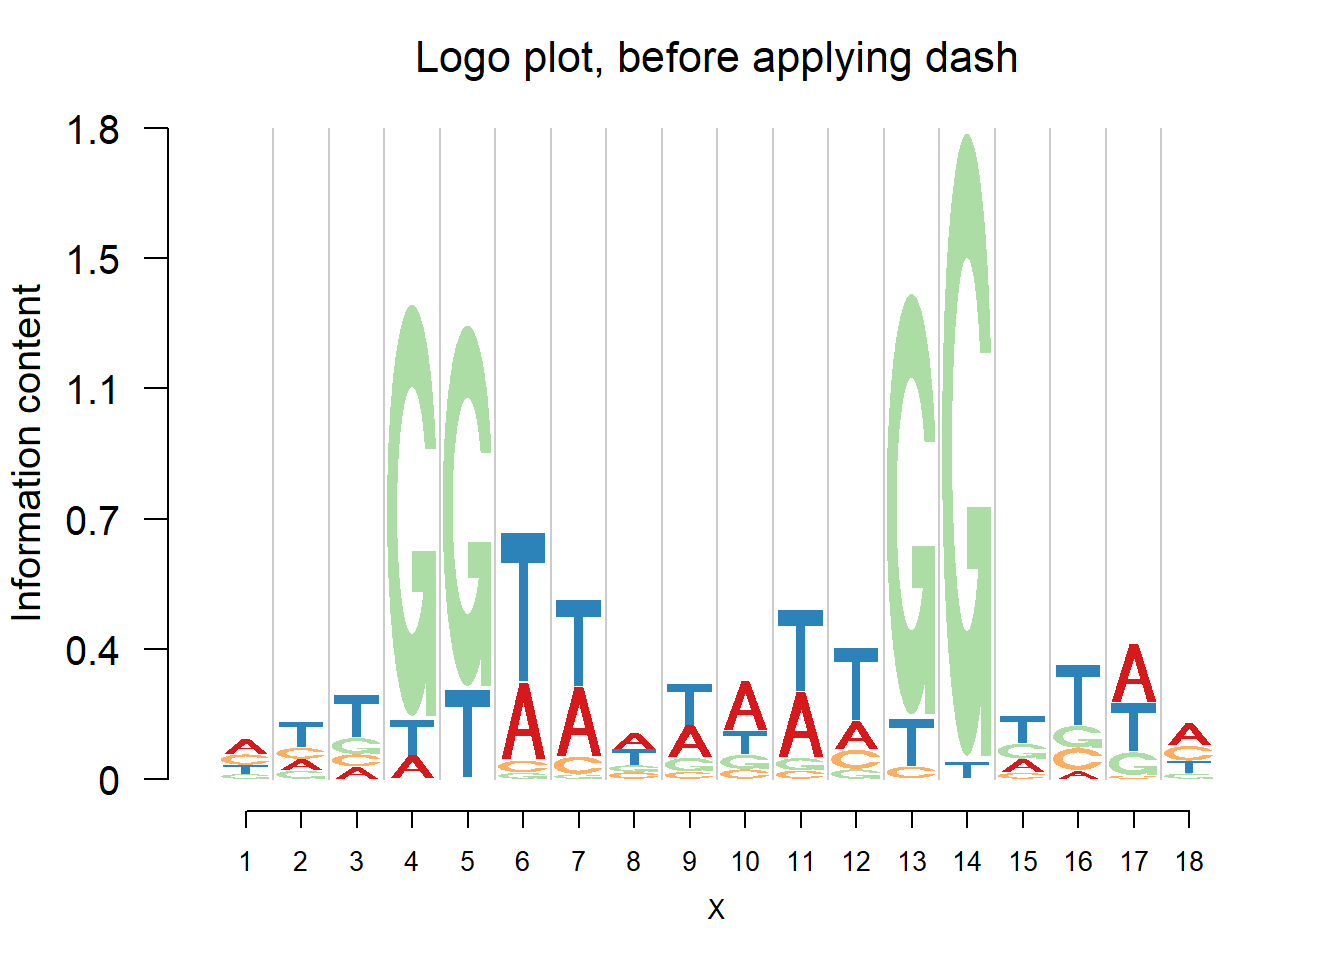 Logo plot, before applying dash
1.8
1.5
1.1
0.7
0.4
0
Information content
A C T G
T C A G
T G C A
G T A
G T
T A C G
T A C G
A T G C
T A G C
A T G C
T A G C
T A C G
G T C
G T
T G A C
T G C A
A T G C
A C T G
1 2 3 4 5 6 7 8 9 10 11 12 13 14 15 16 17 18
X